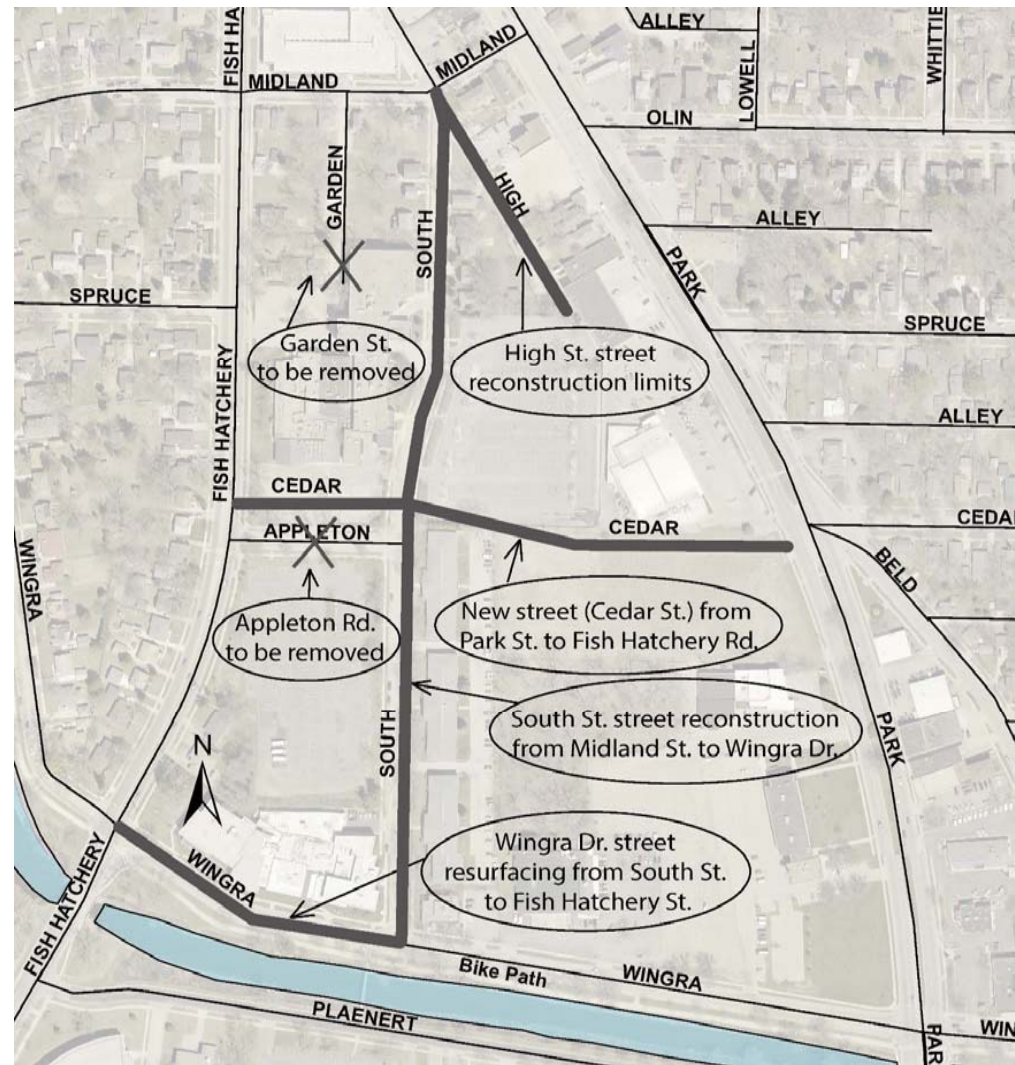 ALLEY
FISH HA
MIDLAND
MIDLAND
LOWELL
WHITTIE
OLIN
GARDEN
SOUTH
HIGH
ALLEY
PARK
SPRUCE
SPRUCE
Garden St.
to be removed
High St. street
reconstruction limits
FISH HATCHERY
ALLEY
CEDAR
APPLETON
CEDAR
CEDA
BELD
WINGRA
Appleton Rd.
to be removed
New street (Cedar St.) from
Park St. to Fish Hatchery Rd.
South St. street reconstruction
from Midland St. to Wingra Dr.
SOUTH
PARK
N
Wingra Dr. street
resurfacing from South St.
to Fish Hatchery St.
WINGRA
FISH HATCHERY
Bike Path
WINGRA
PLAENERT
WIN
PAR